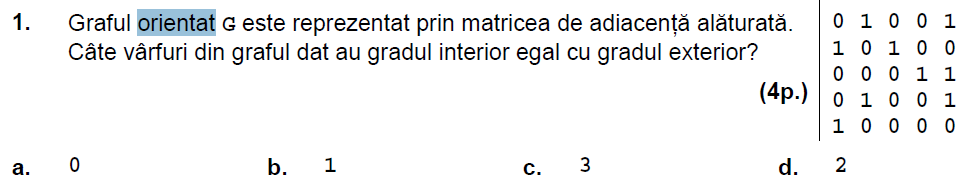 1. Graful orientat G este reprezentat prin matricea de adiacență alăturată.
Câte vârfuri din graful dat au gradul interior egal cu gradul exterior?
(4p.)
0 1 0 0 1
1 0 1 0 0
0 0 0 1 1
0 1 0 0 1
1 0 0 0 0
a. 0 b. 1 c. 3 d. 2